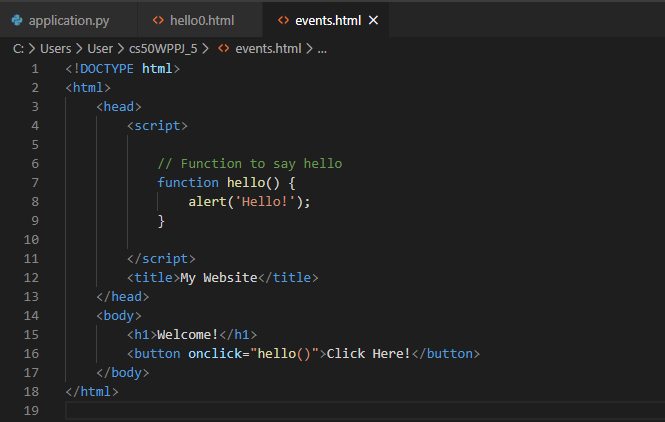 application.py hello0.html events.html
C: > Users > User > cs50WPPJ_5 > events.html > ...
1 <!DOCTYPE html>
2 <html>
3 <head>
4 <script>
5
6 // Function to say hello
7 function hello() {
8 alert('Hello!');
9 }
10
11 </script>
12 <title>My Website</title>
13 </head>
14 <body>
15 <h1>Welcome!</h1>
16 <button onclick="hello()">Click Here!</button>
17 </body>
18 </html>
19